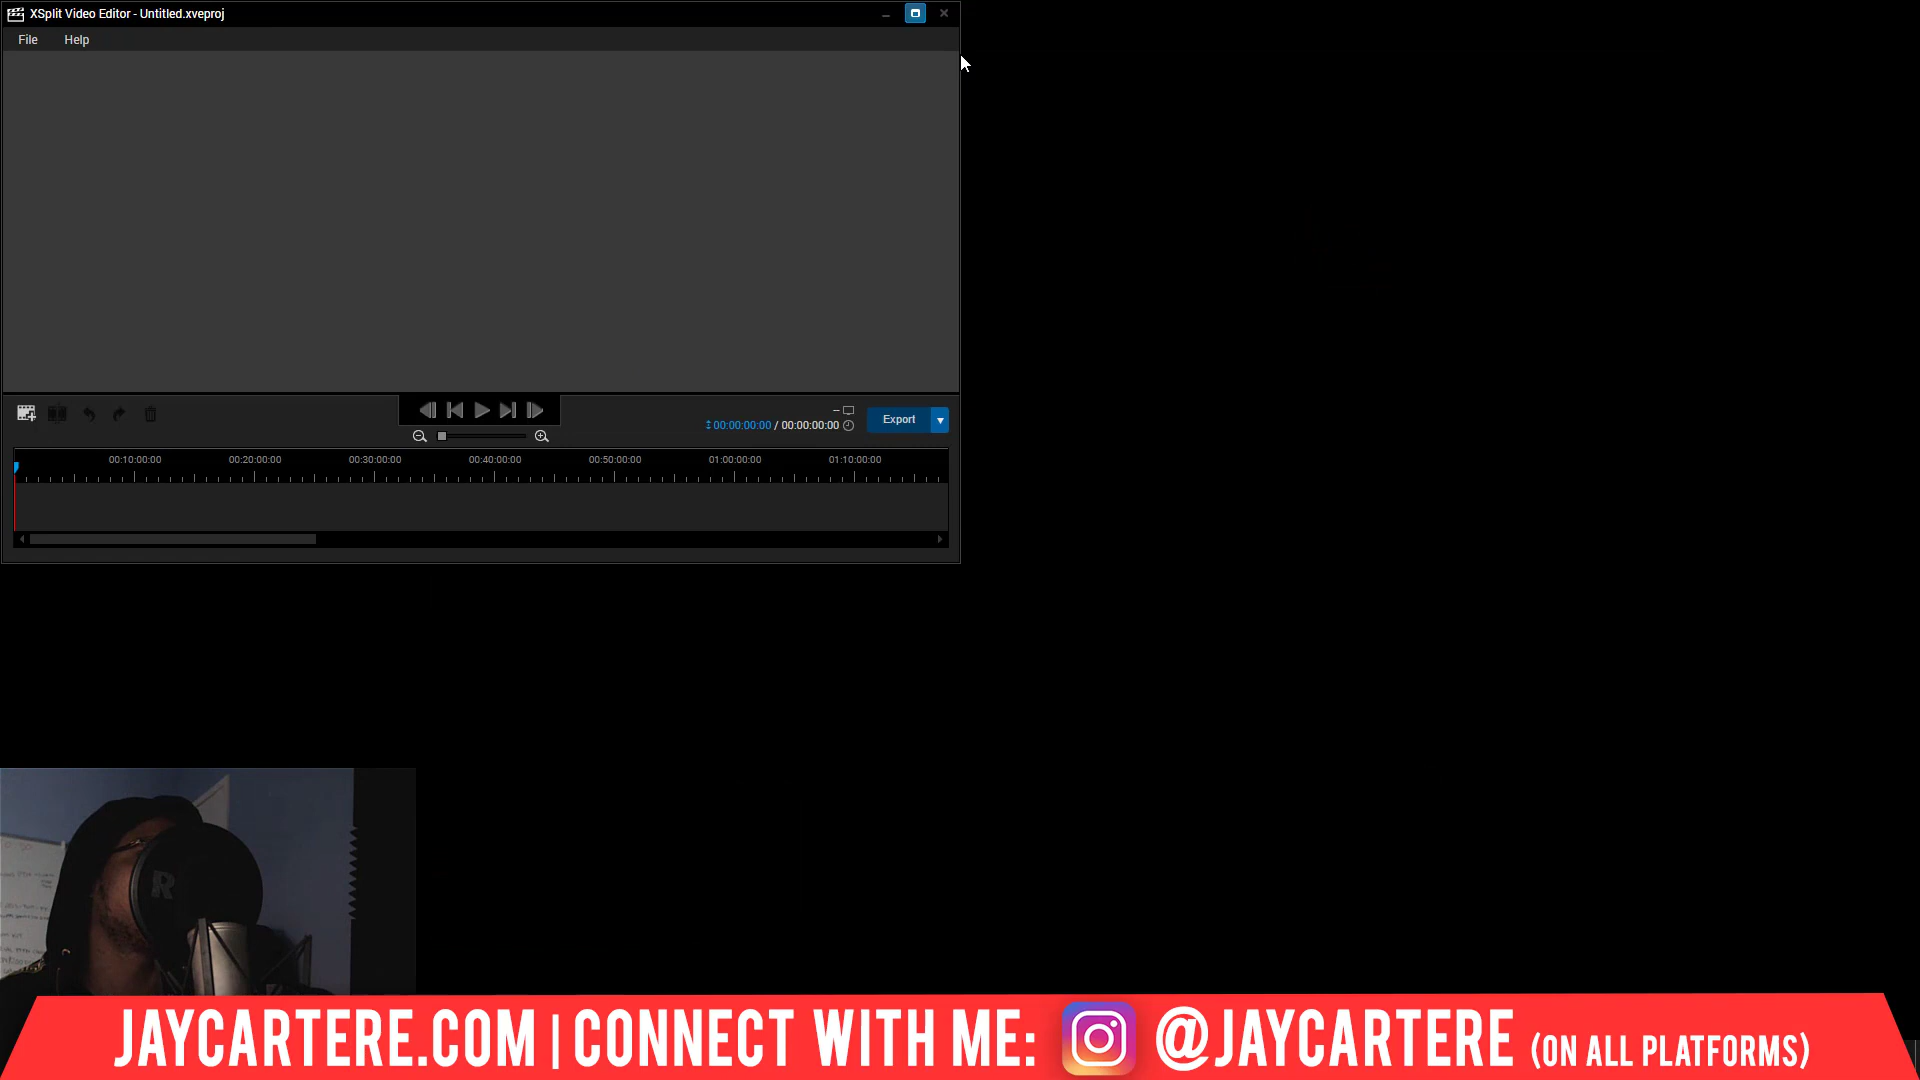 XSplit Video Editor - Untitled.xveproj
File Help
00:00:00:00 / 00:00:00:00
Export
00:10:00:00 00:20:00:00 00:30:00:00 00:40:00:00 00:50:00:00 01:00:00:00 01:10:00:00
R
JAYCARTERE.COM | CONNECT WITH ME: @JAYCARTERE (ON ALL PLATFORMS)